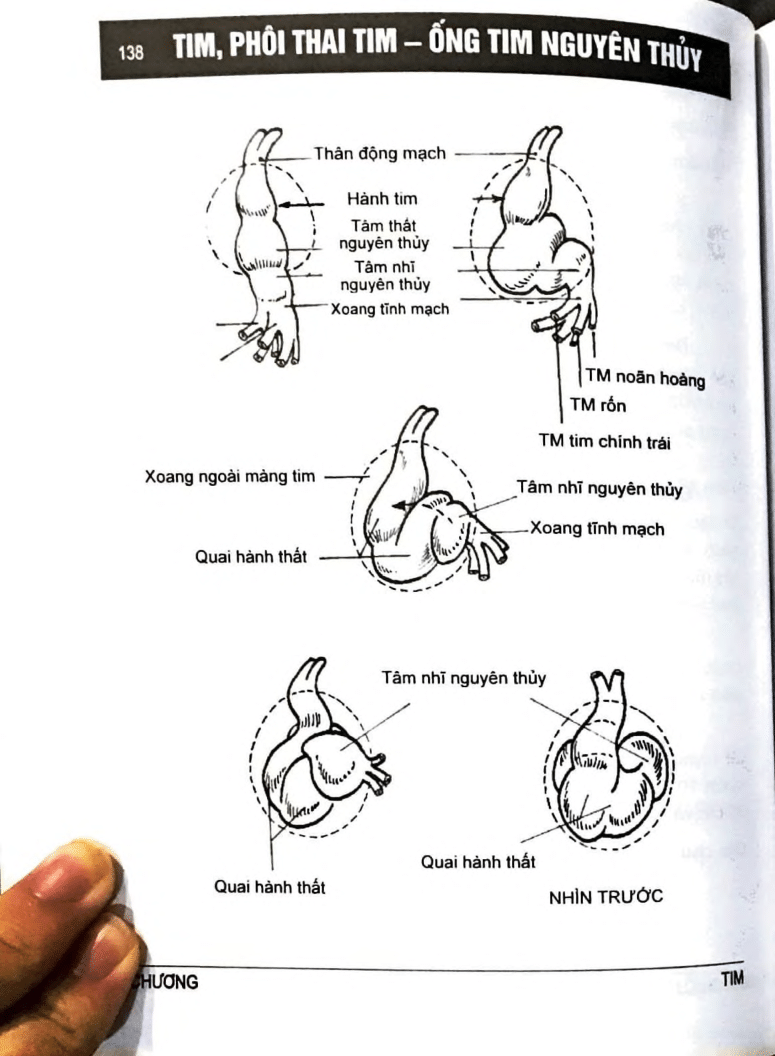 138 TIM, PHÔI THAI TIM – ỐNG TIM NGUYÊN THỦY
Thân động mạch
Hành tim
Tâm thất
nguyên thủy
Tâm nhĩ
nguyên thủy
Xoang tĩnh mạch
TM noãn hoàng
TM rốn
TM tim chính trái
Xoang ngoài màng tim
Tâm nhĩ nguyên thủy
Xoang tĩnh mạch
Quai hành thất
Tâm nhĩ nguyên thủy
Quai hành thất
Quai hành thất
NHÌN TRƯỚC
HƯƠNG TIM